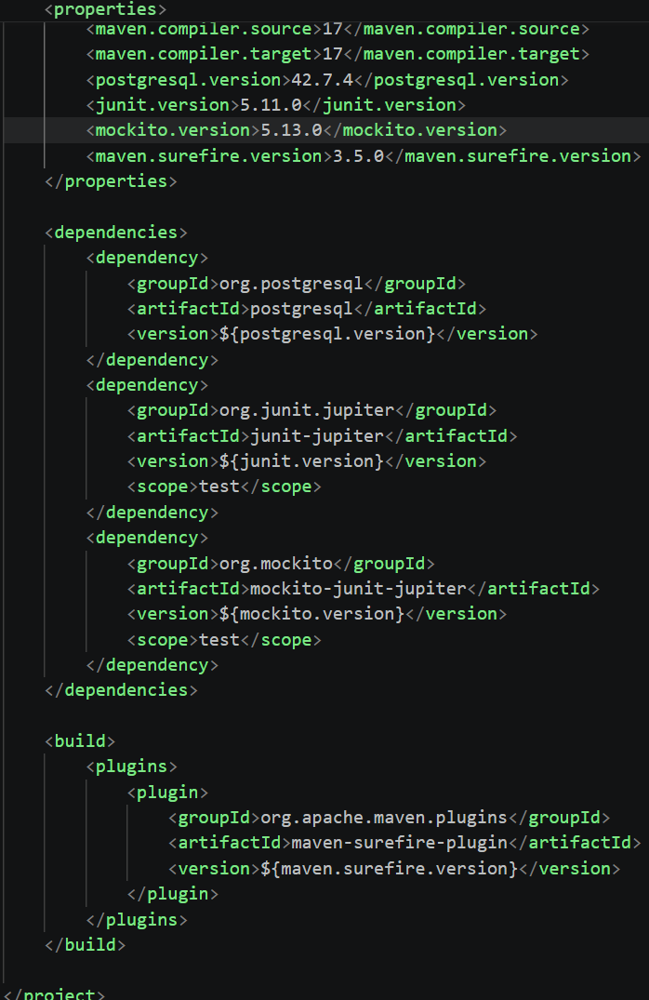 <properties>
<maven.compiler.source>17</maven.compiler.source>
<maven.compiler.target>17</maven.compiler.target>
<postgresql.version>42.7.4</postgresql.version>
<junit.version>5.11.0</junit.version>
<mockito.version>5.13.0</mockito.version>
<maven.surefire.version>3.5.0</maven.surefire.version>
</properties>
<dependencies>
<dependency>
<groupId>org.postgresql</groupId>
<artifactId>postgresql</artifactId>
<version>${postgresql.version}</version>
</dependency>
<dependency>
<groupId>org.junit.jupiter</groupId>
<artifactId>junit-jupiter</artifactId>
<version>${junit.version}</version>
<scope>test</scope>
</dependency>
<dependency>
<groupId>org.mockito</groupId>
<artifactId>mockito-junit-jupiter</artifactId>
<version>${mockito.version}</version>
<scope>test</scope>
</dependency>
</dependencies>
<build>
<plugins>
<plugin>
<groupId>org.apache.maven.plugins</groupId>
<artifactId>maven-surefire-plugin</artifactId>
<version>${maven.surefire.version}</version>
</plugin>
</plugins>
</build>
</project>